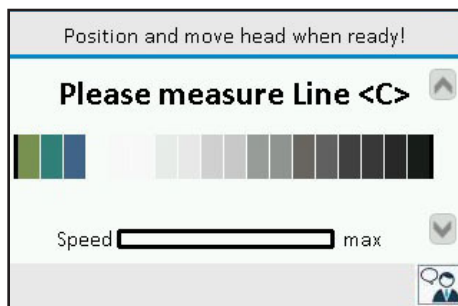 Position and move head when ready!
Please measure Line <C>
Speed max